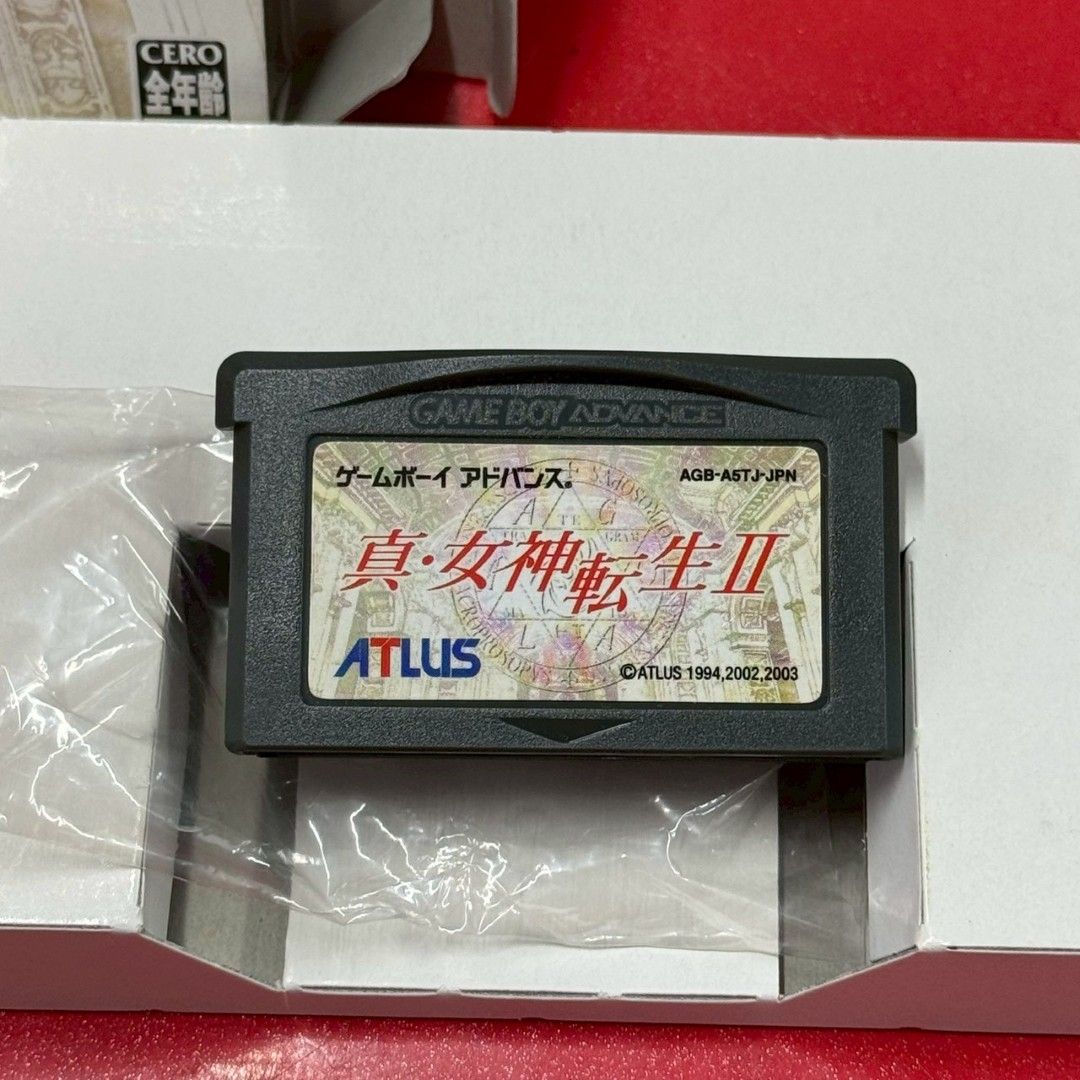 CERO
全年齢
GAME BOY ADVANCE
ゲームボーイ アドバンス®
AGB-A5TJ-JPN
真・女神転生II
ATLUS
©ATLUS 1994,2002,2003